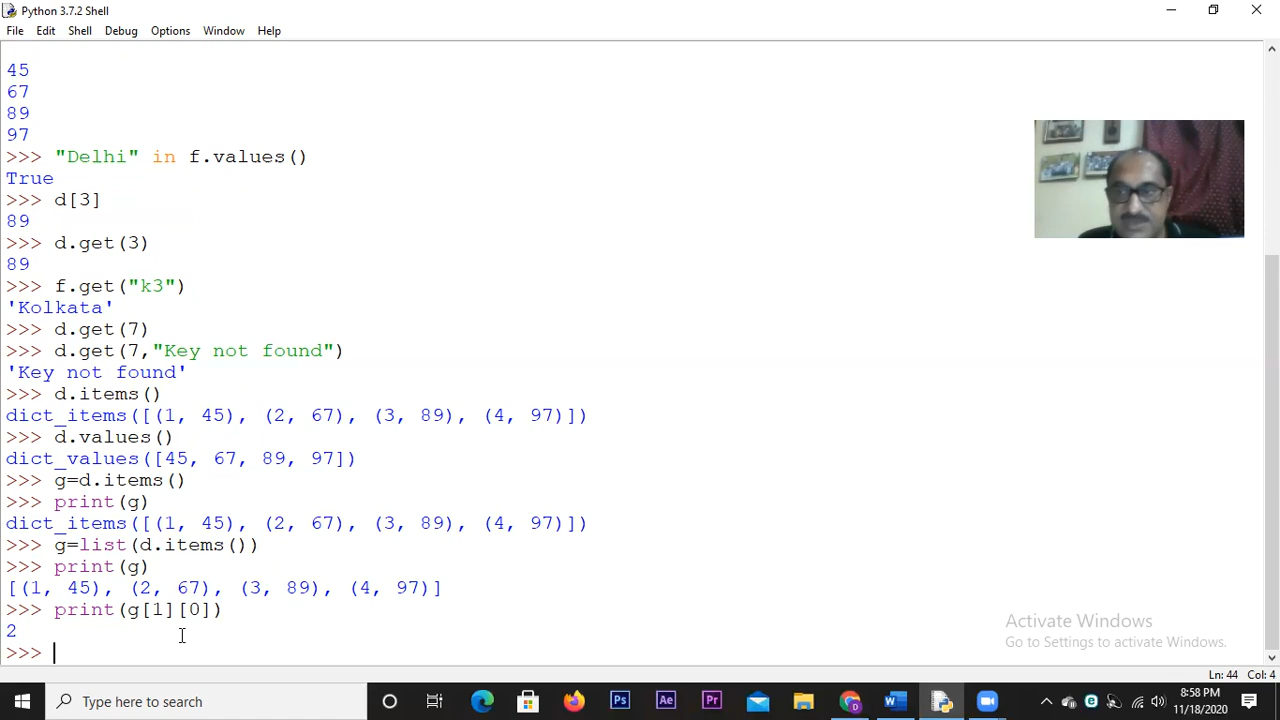 Python 3.7.2 Shell
File Edit Shell Debug Options Window Help
45
67
89
97
>>> "Delhi" in f.values()
True
>>> d[3]
89
>>> d.get(3)
89
>>> f.get("k3")
'Kolkata'
>>> d.get(7)
>>> d.get(7,"Key not found")
'Key not found'
>>> d.items()
dict_items([(1, 45), (2, 67), (3, 89), (4, 97)])
>>> d.values()
dict_values([45, 67, 89, 97])
>>> g=d.items()
>>> print(g)
dict_items([(1, 45), (2, 67), (3, 89), (4, 97)])
>>> g=list(d.items())
>>> print(g)
[(1, 45), (2, 67), (3, 89), (4, 97)]
>>> print(g[1][0])
2
>>>
Activate Windows
Go to Settings to activate Windows.
Ln: 44 Col: 4
Type here to search
Ps Ae Pr
8:58 PM
11/18/2020